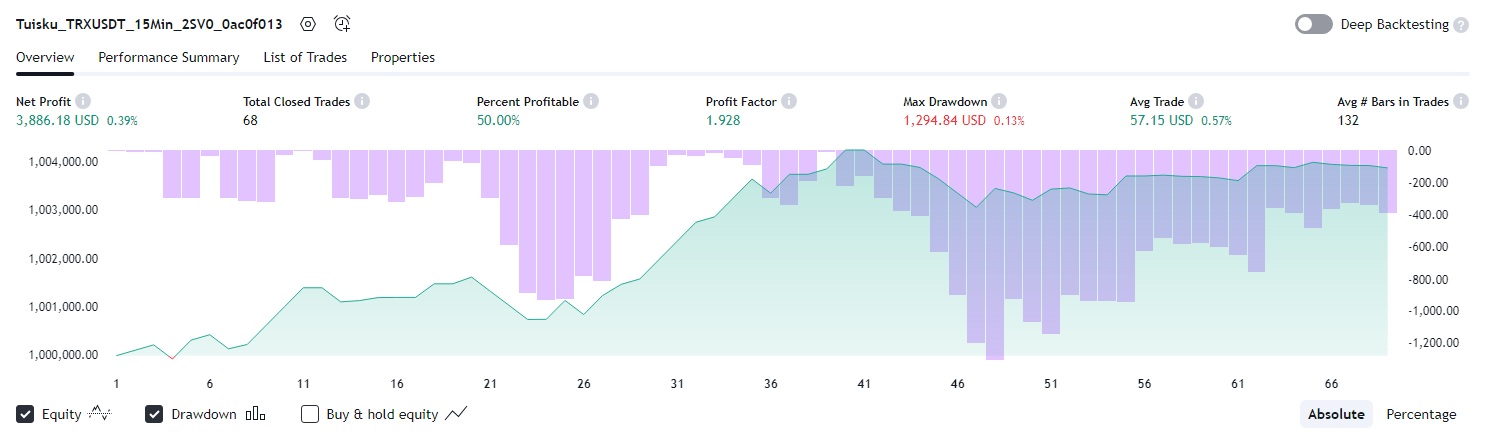 Tuisku_TRXUSDT_15Min_2SV0_0ac0f013
Deep Backtesting ?
Overview Performance Summary List of Trades Properties
Net Profit i Total Closed Trades i Percent Profitable i Profit Factor i Max Drawdown i Avg Trade i Avg # Bars in Trades i
3,886.18 USD 0.39% 68 50.00% 1.928 1,294.84 USD 0.13% 57.15 USD 0.57% 132
1,004,000.00
1,003,000.00
1,002,000.00
1,001,000.00
1,000,000.00
0.00
-200.00
-400.00
-600.00
-800.00
-1,000.00
-1,200.00
1 6 11 16 21 26 31 36 41 46 51 56 61 66
Equity Drawdown Buy & hold equity Absolute Percentage